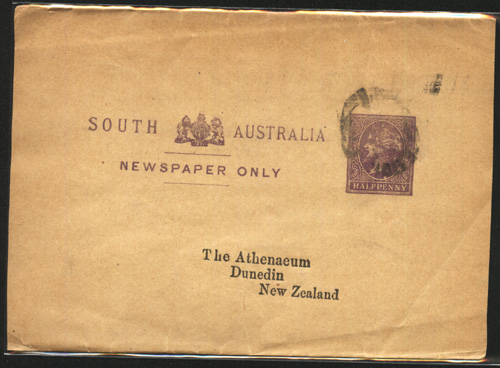 SOUTH AUSTRALIA
NEWSPAPER ONLY
HALFPENNY
The Athenaeum
Dunedin
New Zealand